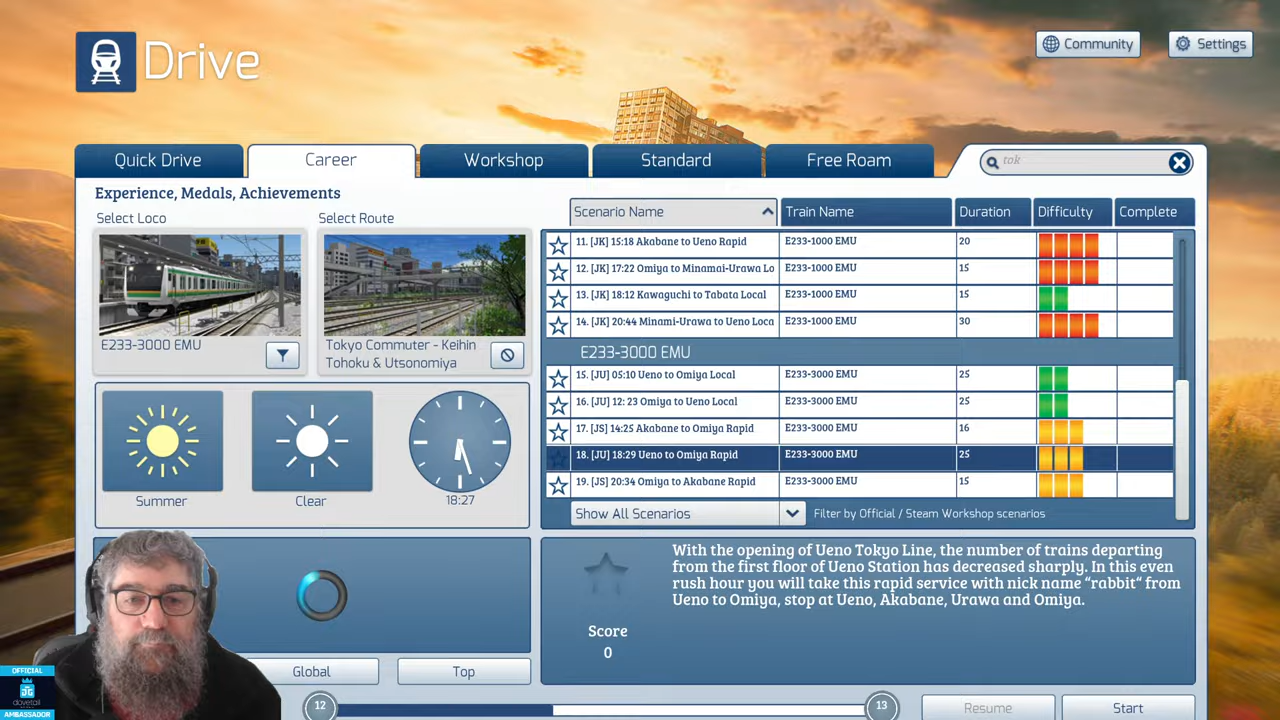 Drive
Community
Settings
Quick Drive
Career
Workshop
Standard
Free Roam
tok
Experience, Medals, Achievements
Select Loco
Select Route
E233-3000 EMU
Tokyo Commuter - Keihin
Tohoku & Utsonomiya
Summer
Clear
18:27
Scenario Name
Train Name
Duration
Difficulty
Complete
11. [JK] 15:18 Akabane to Ueno Rapid E233-1000 EMU 20
12. [JK] 17:22 Omiya to Minamai-Urawa Lo E233-1000 EMU 15
13. [JK] 18:12 Kawaguchi to Tabata Local E233-1000 EMU 15
14. [JK] 20:44 Minami-Urawa to Ueno Loca E233-1000 EMU 30
E233-3000 EMU
15. [JU] 05:10 Ueno to Omiya Local E233-3000 EMU 25
16. [JU] 12: 23 Omiya to Ueno Local E233-3000 EMU 25
17. [JS] 14:25 Akabane to Omiya Rapid E233-3000 EMU 16
18. [JU] 18:29 Ueno to Omiya Rapid E233-3000 EMU 25
19. [JS] 20:34 Omiya to Akabane Rapid E233-3000 EMU 15
Show All Scenarios
Filter by Official / Steam Workshop scenarios
With the opening of Ueno Tokyo Line, the number of trains departing
from the first floor of Ueno Station has decreased sharply. In this even
rush hour you will take this rapid service with nick name "rabbit" from
Ueno to Omiya, stop at Ueno, Akabane, Urawa and Omiya.
Score
0
Global
Top
12
13
Resume
Start
OFFICIAL
dovetail
AMBASSADOR